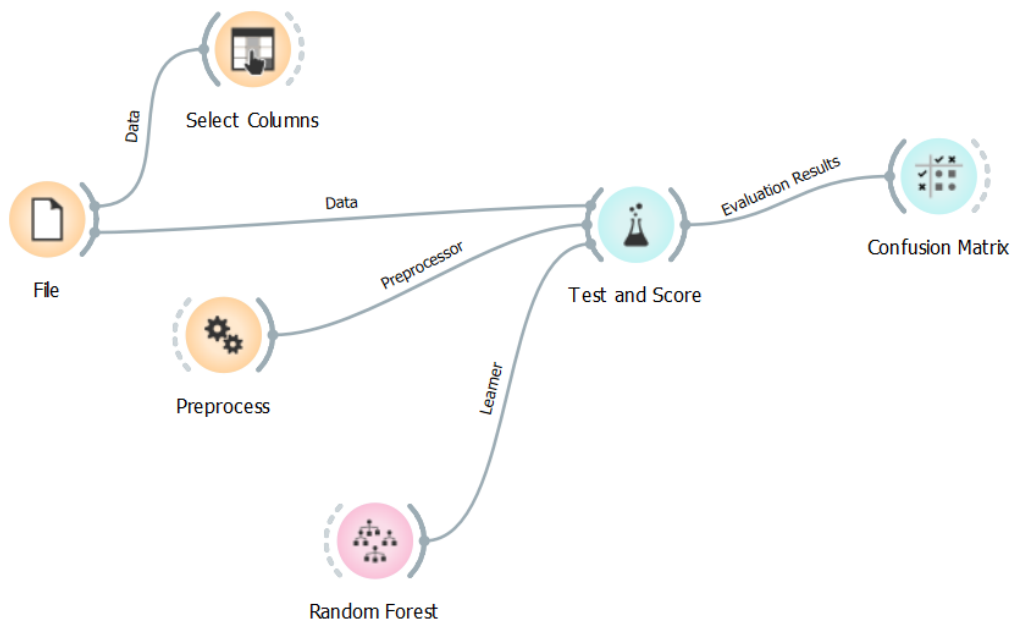 Select Columns
Data
Evaluation Results
Data
Confusion Matrix
Preprocessor
File
Test and Score
Learner
Preprocess
Random Forest